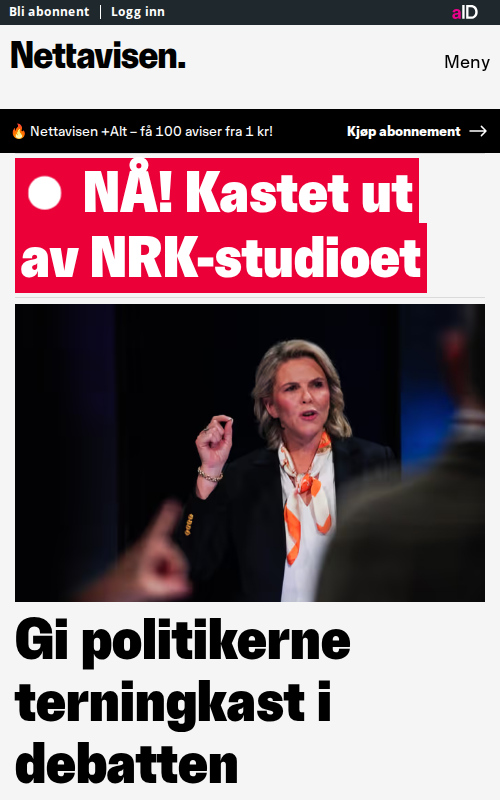 Bli abonnent
Logg inn
aID
Nettavisen.
Meny
🔥 Nettavisen +Alt – få 100 aviser fra 1 kr!
Kjøp abonnement →
NÅ! Kastet ut
av NRK-studioet
Gi politikerne
terningkast i
debatten